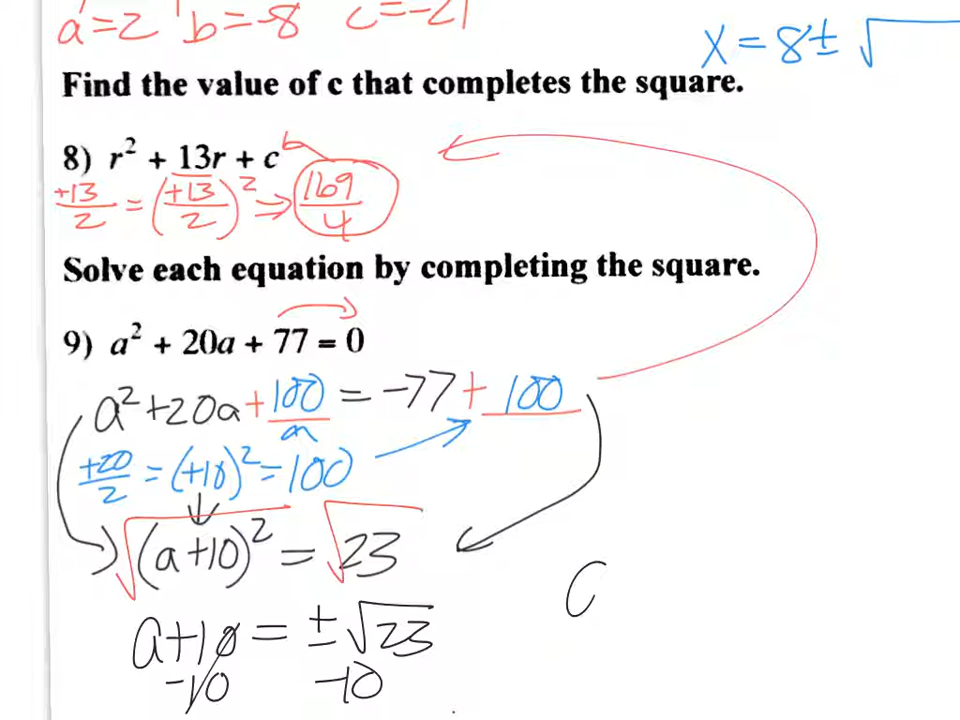 a=2 b=-8 c=-21
x = 8 ± √
Find the value of c that completes the square.
8) r² + 13r + c
+13/2 = (+13/2)² ⇒ 169/4
Solve each equation by completing the square.
9) a² + 20a + 77 = 0
a² + 20a + 100 = -77 + 100
+20/2 = (+10)² = 100
√(a+10)² = √23
a+10 = ± √23
-10 -10